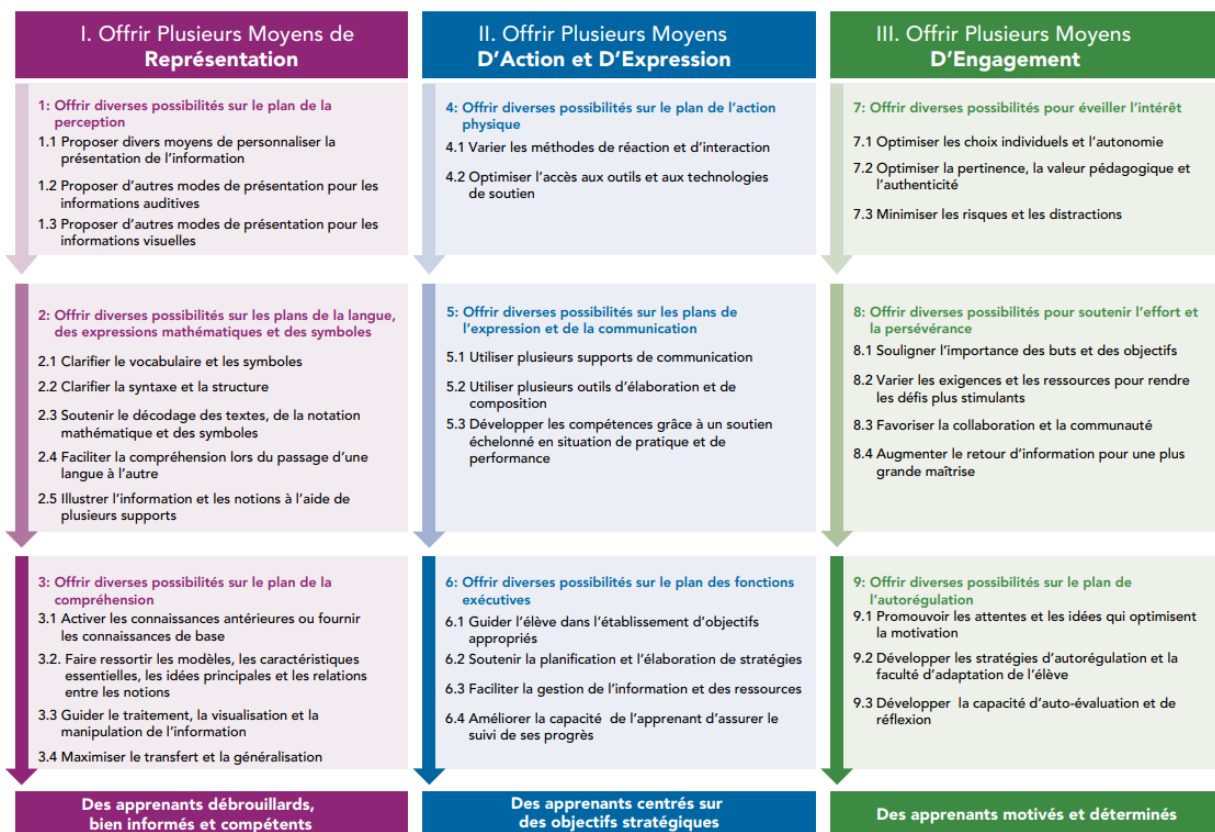 I. Offrir Plusieurs Moyens de
Représentation
1: Offrir diverses possibilités sur le plan de la
perception
1.1 Proposer divers moyens de personnaliser la
présentation de l’information
1.2 Proposer d’autres modes de présentation pour les
informations auditives
1.3 Proposer d’autres modes de présentation pour les
informations visuelles
2: Offrir diverses possibilités sur les plans de la langue,
des expressions mathématiques et des symboles
2.1 Clarifier le vocabulaire et les symboles
2.2 Clarifier la syntaxe et la structure
2.3 Soutenir le décodage des textes, de la notation
mathématique et des symboles
2.4 Faciliter la compréhension lors du passage d’une
langue à l’autre
2.5 Illustrer l’information et les notions à l’aide de
plusieurs supports
3: Offrir diverses possibilités sur le plan de la
compréhension
3.1 Activer les connaissances antérieures ou fournir
les connaissances de base
3.2. Faire ressortir les modèles, les caractéristiques
essentielles, les idées principales et les relations
entre les notions
3.3 Guider le traitement, la visualisation et la
manipulation de l’information
3.4 Maximiser le transfert et la généralisation
Des apprenants débrouillards,
bien informés et compétents
II. Offrir Plusieurs Moyens
D’Action et D’Expression
4: Offrir diverses possibilités sur le plan de l’action
physique
4.1 Varier les méthodes de réaction et d’interaction
4.2 Optimiser l’accès aux outils et aux technologies
de soutien
5: Offrir diverses possibilités sur les plans de
l’expression et de la communication
5.1 Utiliser plusieurs supports de communication
5.2 Utiliser plusieurs outils d’élaboration et de
composition
5.3 Développer les compétences grâce à un soutien
échelonné en situation de pratique et de
performance
6: Offrir diverses possibilités sur le plan des fonctions
exécutives
6.1 Guider l’élève dans l’établissement d’objectifs
appropriés
6.2 Soutenir la planification et l’élaboration de stratégies
6.3 Faciliter la gestion de l’information et des ressources
6.4 Améliorer la capacité de l’apprenant d’assurer le
suivi de ses progrès
Des apprenants centrés sur
des objectifs stratégiques
III. Offrir Plusieurs Moyens
D’Engagement
7: Offrir diverses possibilités pour éveiller l’intérêt
7.1 Optimiser les choix individuels et l’autonomie
7.2 Optimiser la pertinence, la valeur pédagogique et
l’authenticité
7.3 Minimiser les risques et les distractions
8: Offrir diverses possibilités pour soutenir l’effort et
la persévérance
8.1 Souligner l’importance des buts et des objectifs
8.2 Varier les exigences et les ressources pour rendre
les défis plus stimulants
8.3 Favoriser la collaboration et la communauté
8.4 Augmenter le retour d’information pour une plus
grande maîtrise
9: Offrir diverses possibilités sur le plan de
l’autorégulation
9.1 Promouvoir les attentes et les idées qui optimisent
la motivation
9.2 Développer les stratégies d’autorégulation et la
faculté d’adaptation de l’élève
9.3 Développer la capacité d’auto-évaluation et de
réflexion
Des apprenants motivés et déterminés